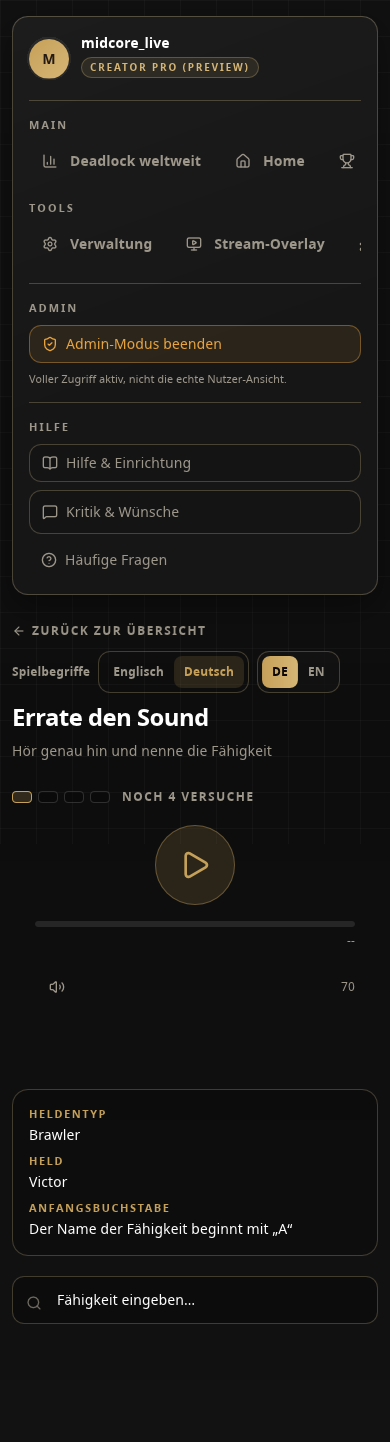 M
midcore_live
CREATOR PRO (PREVIEW)
MAIN
Deadlock weltweit Home
TOOLS
Verwaltung Stream-Overlay
ADMIN
Admin-Modus beenden
Voller Zugriff aktiv, nicht die echte Nutzer-Ansicht.
HILFE
Hilfe & Einrichtung
Kritik & Wünsche
Häufige Fragen
ZURÜCK ZUR ÜBERSICHT
Spielbegriffe Englisch Deutsch DE EN
Errate den Sound
Hör genau hin und nenne die Fähigkeit
NOCH 4 VERSUCHE
--
70
HELDENTYP
Brawler
HELD
Victor
ANFANGSBUCHSTABE
Der Name der Fähigkeit beginnt mit „A“
Fähigkeit eingeben...